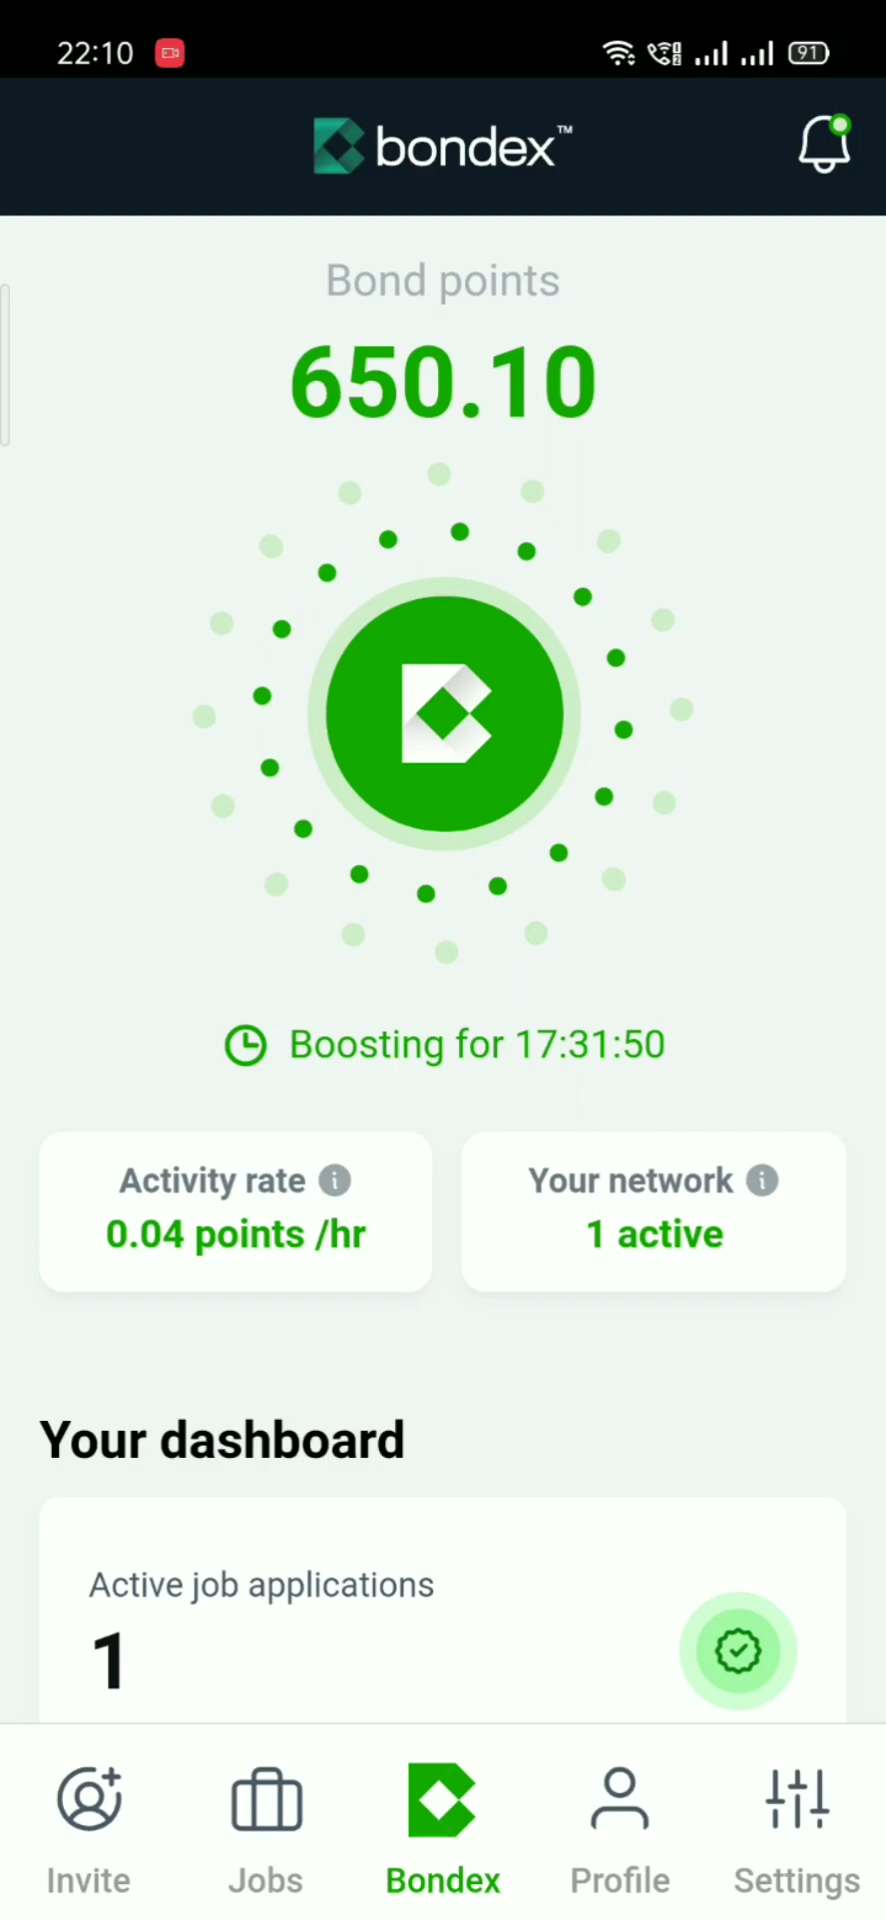 22:10
91
bondex™
Bond points
650.10
Boosting for 17:31:50
Activity rate
0.04 points /hr
Your network
1 active
Your dashboard
Active job applications
1
Invite
Jobs
Bondex
Profile
Settings